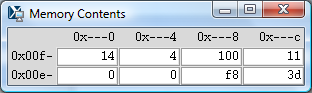 Memory Contents
0x---0 0x---4 0x---8 0x---c
0x00f- 14 4 100 11
0x00e- 0 0 f8 3d